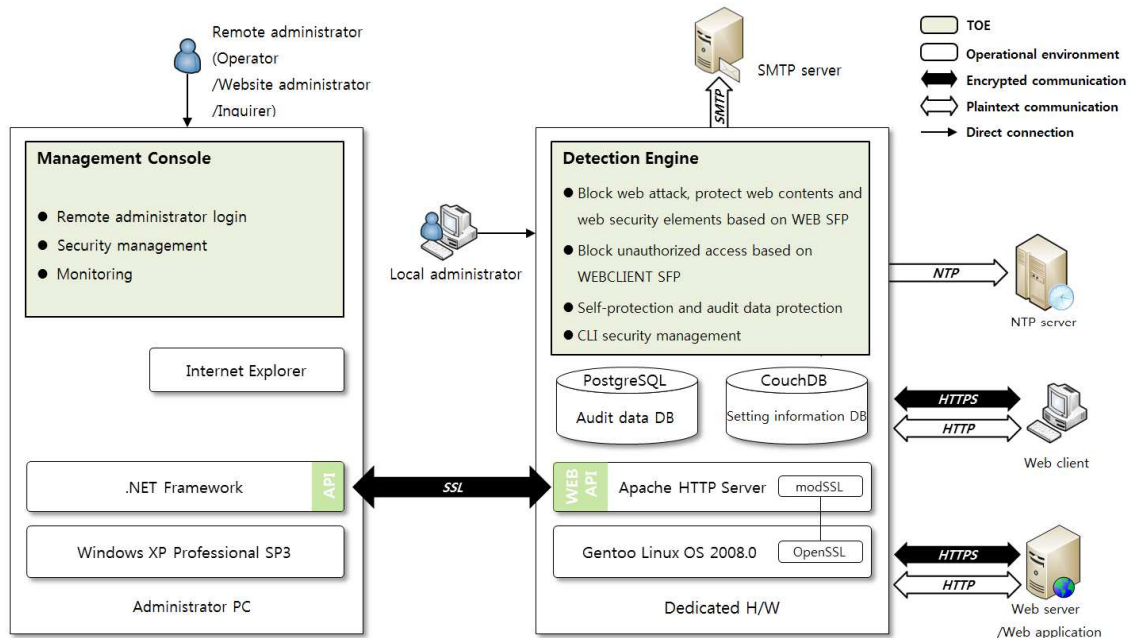 Remote administrator
(Operator
/Website administrator
/Inquirer)
SMTP server
SMTP
TOE
Operational environment
Encrypted communication
Plaintext communication
Direct connection
Management Console
● Remote administrator login
● Security management
● Monitoring
Internet Explorer
.NET Framework
API
Windows XP Professional SP3
Administrator PC
Local administrator
SSL
Detection Engine
● Block web attack, protect web contents and
web security elements based on WEB SFP
● Block unauthorized access based on
WEBCLIENT SFP
● Self-protection and audit data protection
● CLI security management
PostgreSQL
Audit data DB
CouchDB
Setting information DB
WEB
API
Apache HTTP Server
modSSL
Gentoo Linux OS 2008.0
OpenSSL
Dedicated H/W
NTP
NTP server
HTTPS
HTTP
Web client
HTTPS
HTTP
Web server
/Web application